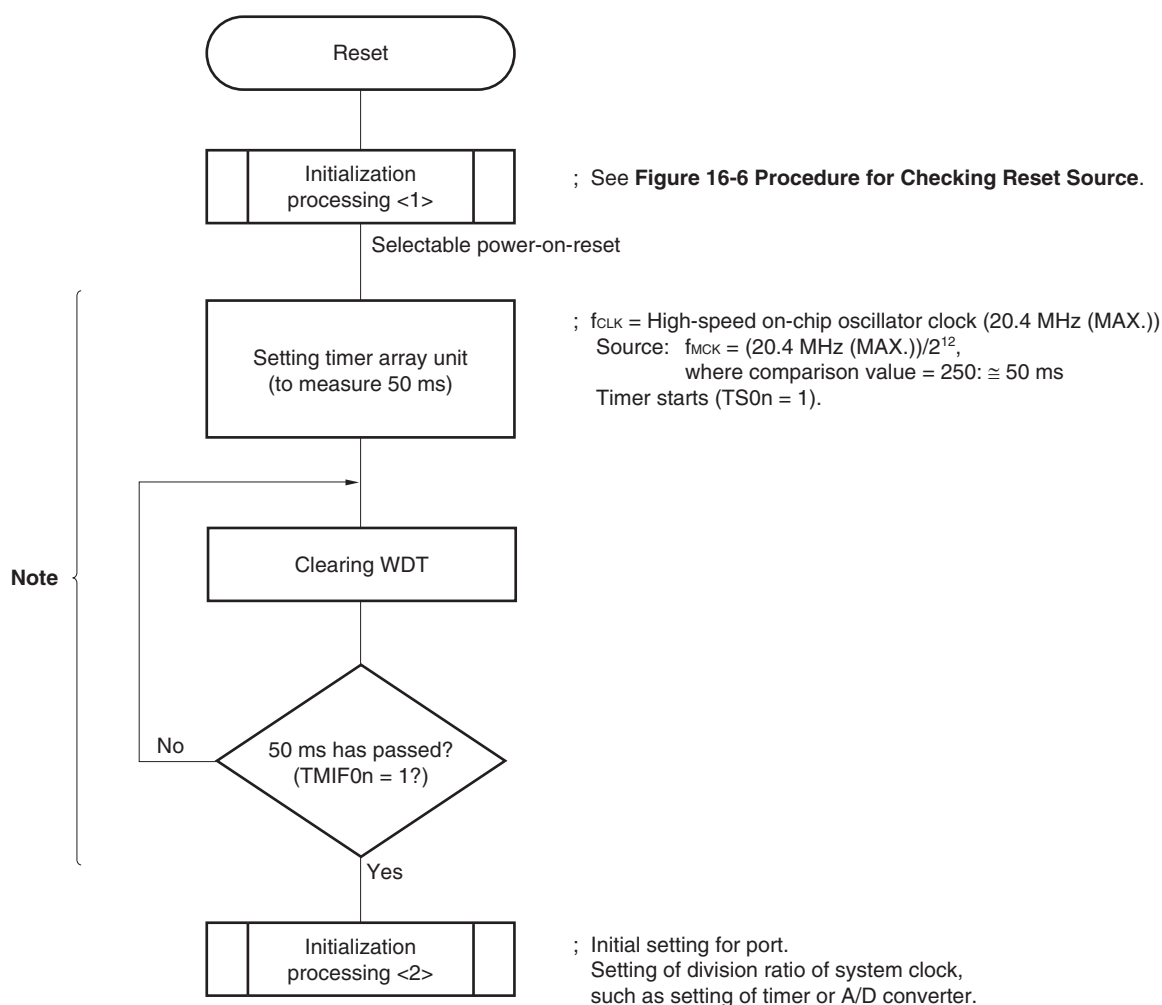 Reset
Initialization
processing <1>
; See Figure 16-6 Procedure for Checking Reset Source.
Selectable power-on-reset
Setting timer array unit
(to measure 50 ms)
; fCLK = High-speed on-chip oscillator clock (20.4 MHz (MAX.))
Source: fMCK = (20.4 MHz (MAX.))/2¹²,
where comparison value = 250: ≅ 50 ms
Timer starts (TS0n = 1).
Note
Clearing WDT
No
50 ms has passed?
(TMIF0n = 1?)
Yes
Initialization
processing <2>
; Initial setting for port.
Setting of division ratio of system clock,
such as setting of timer or A/D converter.